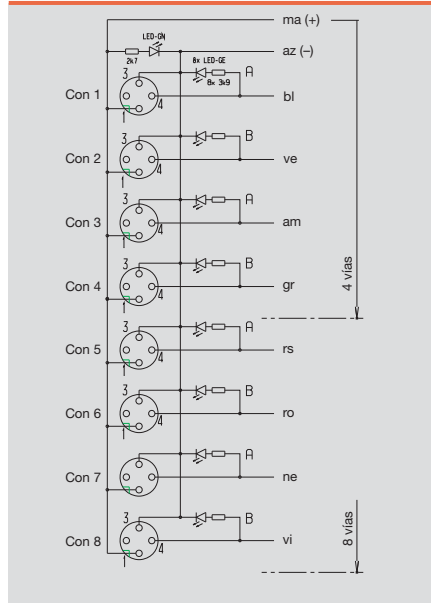 ma (+)
LED-GN
az (–)
2k7
8x LED-GE
A
3
8x 3k9
Con 1
bl
1
4
3
B
Con 2
ve
1
4
3
A
Con 3
am
1
4
3
B
Con 4
gr
1
4
4 vías
3
A
Con 5
rs
1
4
3
B
Con 6
ro
1
4
A
Con 7
ne
3
B
Con 8
vi
1
4
8 vías